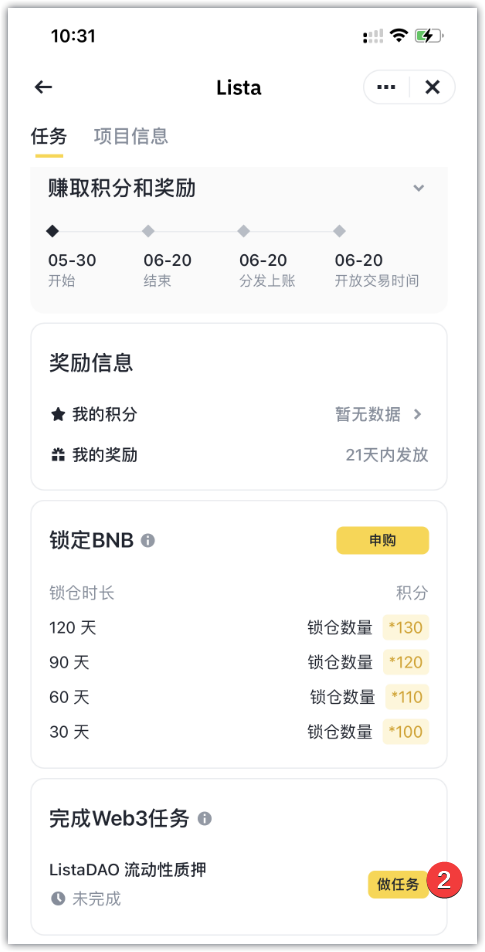 10:31
Lista
任务 项目信息
赚取积分和奖励
05-30 06-20 06-20 06-20
开始 结束 分发上账 开放交易时间
奖励信息
我的积分 暂无数据
我的奖励 21天内发放
锁定BNB 申购
锁仓时长 积分
120 天 锁仓数量 *130
90 天 锁仓数量 *120
60 天 锁仓数量 *110
30 天 锁仓数量 *100
完成Web3任务
ListaDAO 流动性质押
做任务 2
未完成